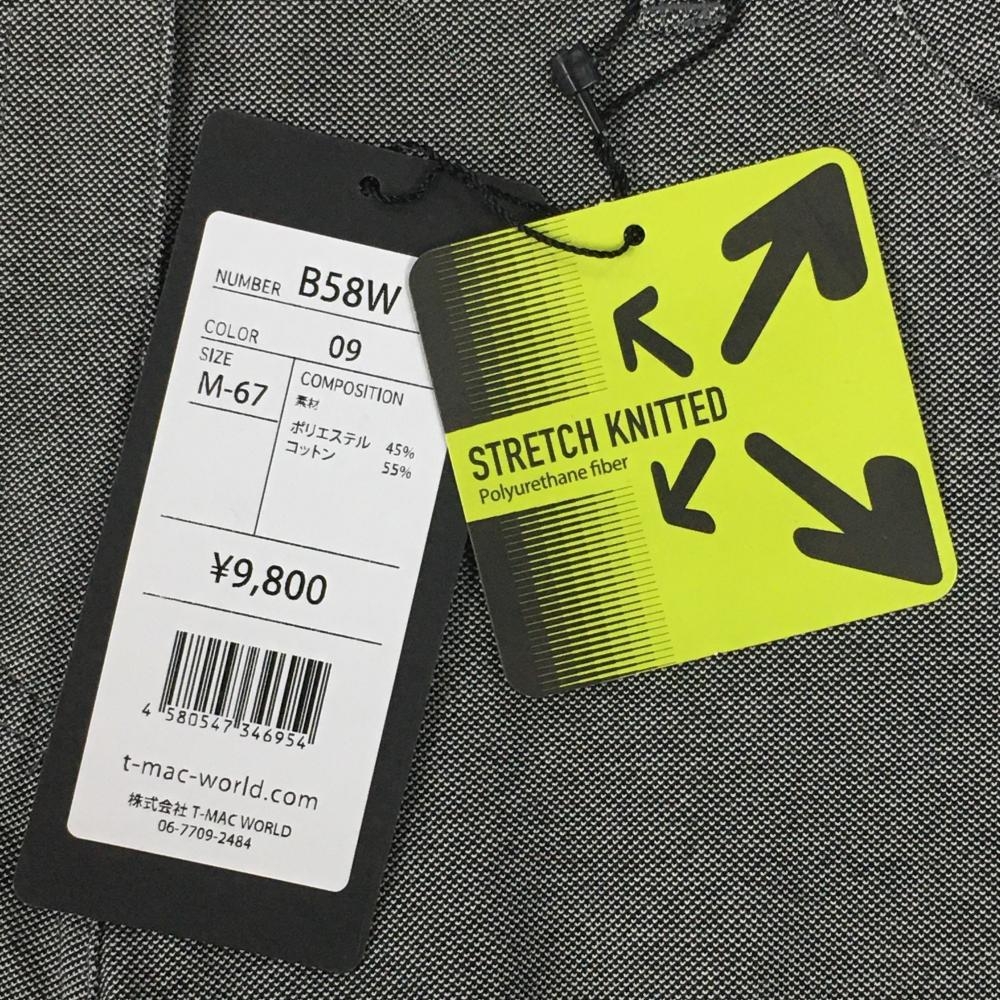 NUMBER B58W
COLOR 09
SIZE
M-67
COMPOSITION
素材
ポリエステル 45%
コットン 55%
¥9,800
4 580547 346954
t-mac-world.com
株式会社 T-MAC WORLD
06-7709-2484
STRETCH KNITTED
Polyurethane fiber